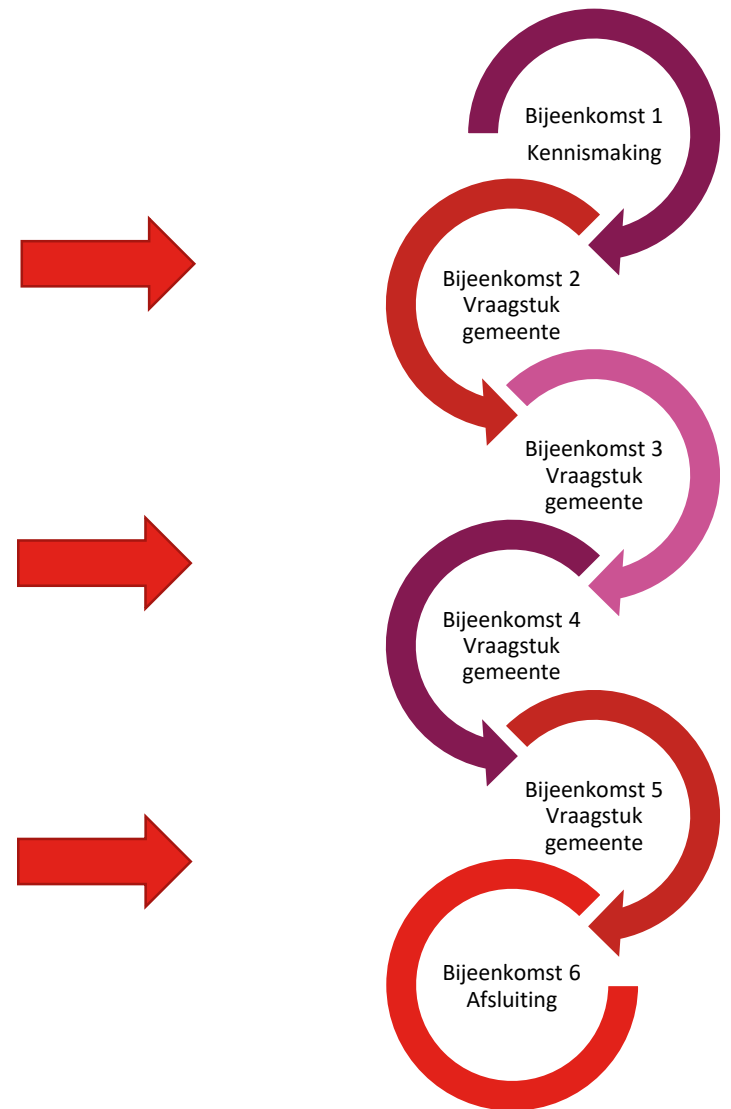 Bijeenkomst 1
Kennismaking
Bijeenkomst 2
Vraagstuk
gemeente
Bijeenkomst 3
Vraagstuk
gemeente
Bijeenkomst 4
Vraagstuk
gemeente
Bijeenkomst 5
Vraagstuk
gemeente
Bijeenkomst 6
Afsluiting